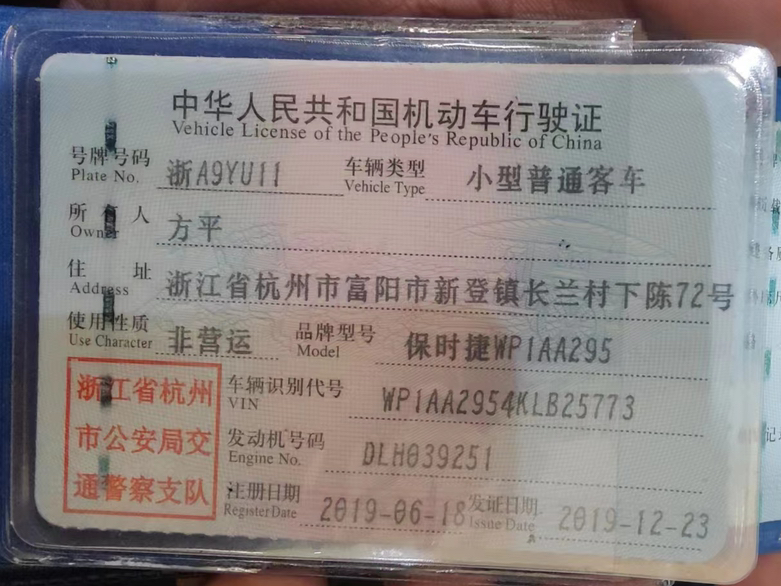 中华人民共和国机动车行驶证
Vehicle License of the People's Republic of China
号牌号码 浙A9YU11 车辆类型 小型普通客车
Plate No. Vehicle Type
所有人 方平
Owner
住址 浙江省杭州市富阳市新登镇长兰村下陈72号
Address
使用性质 非营运 品牌型号 保时捷WP1AA295
Use Character Model
浙江省杭州
市公安局交
通警察支队
车辆识别代号 WP1AA2954KLB25773
VIN
发动机号码 DLH039251
Engine No.
注册日期 2019-06-18 发证日期 2019-12-23
Register Date Issue Date